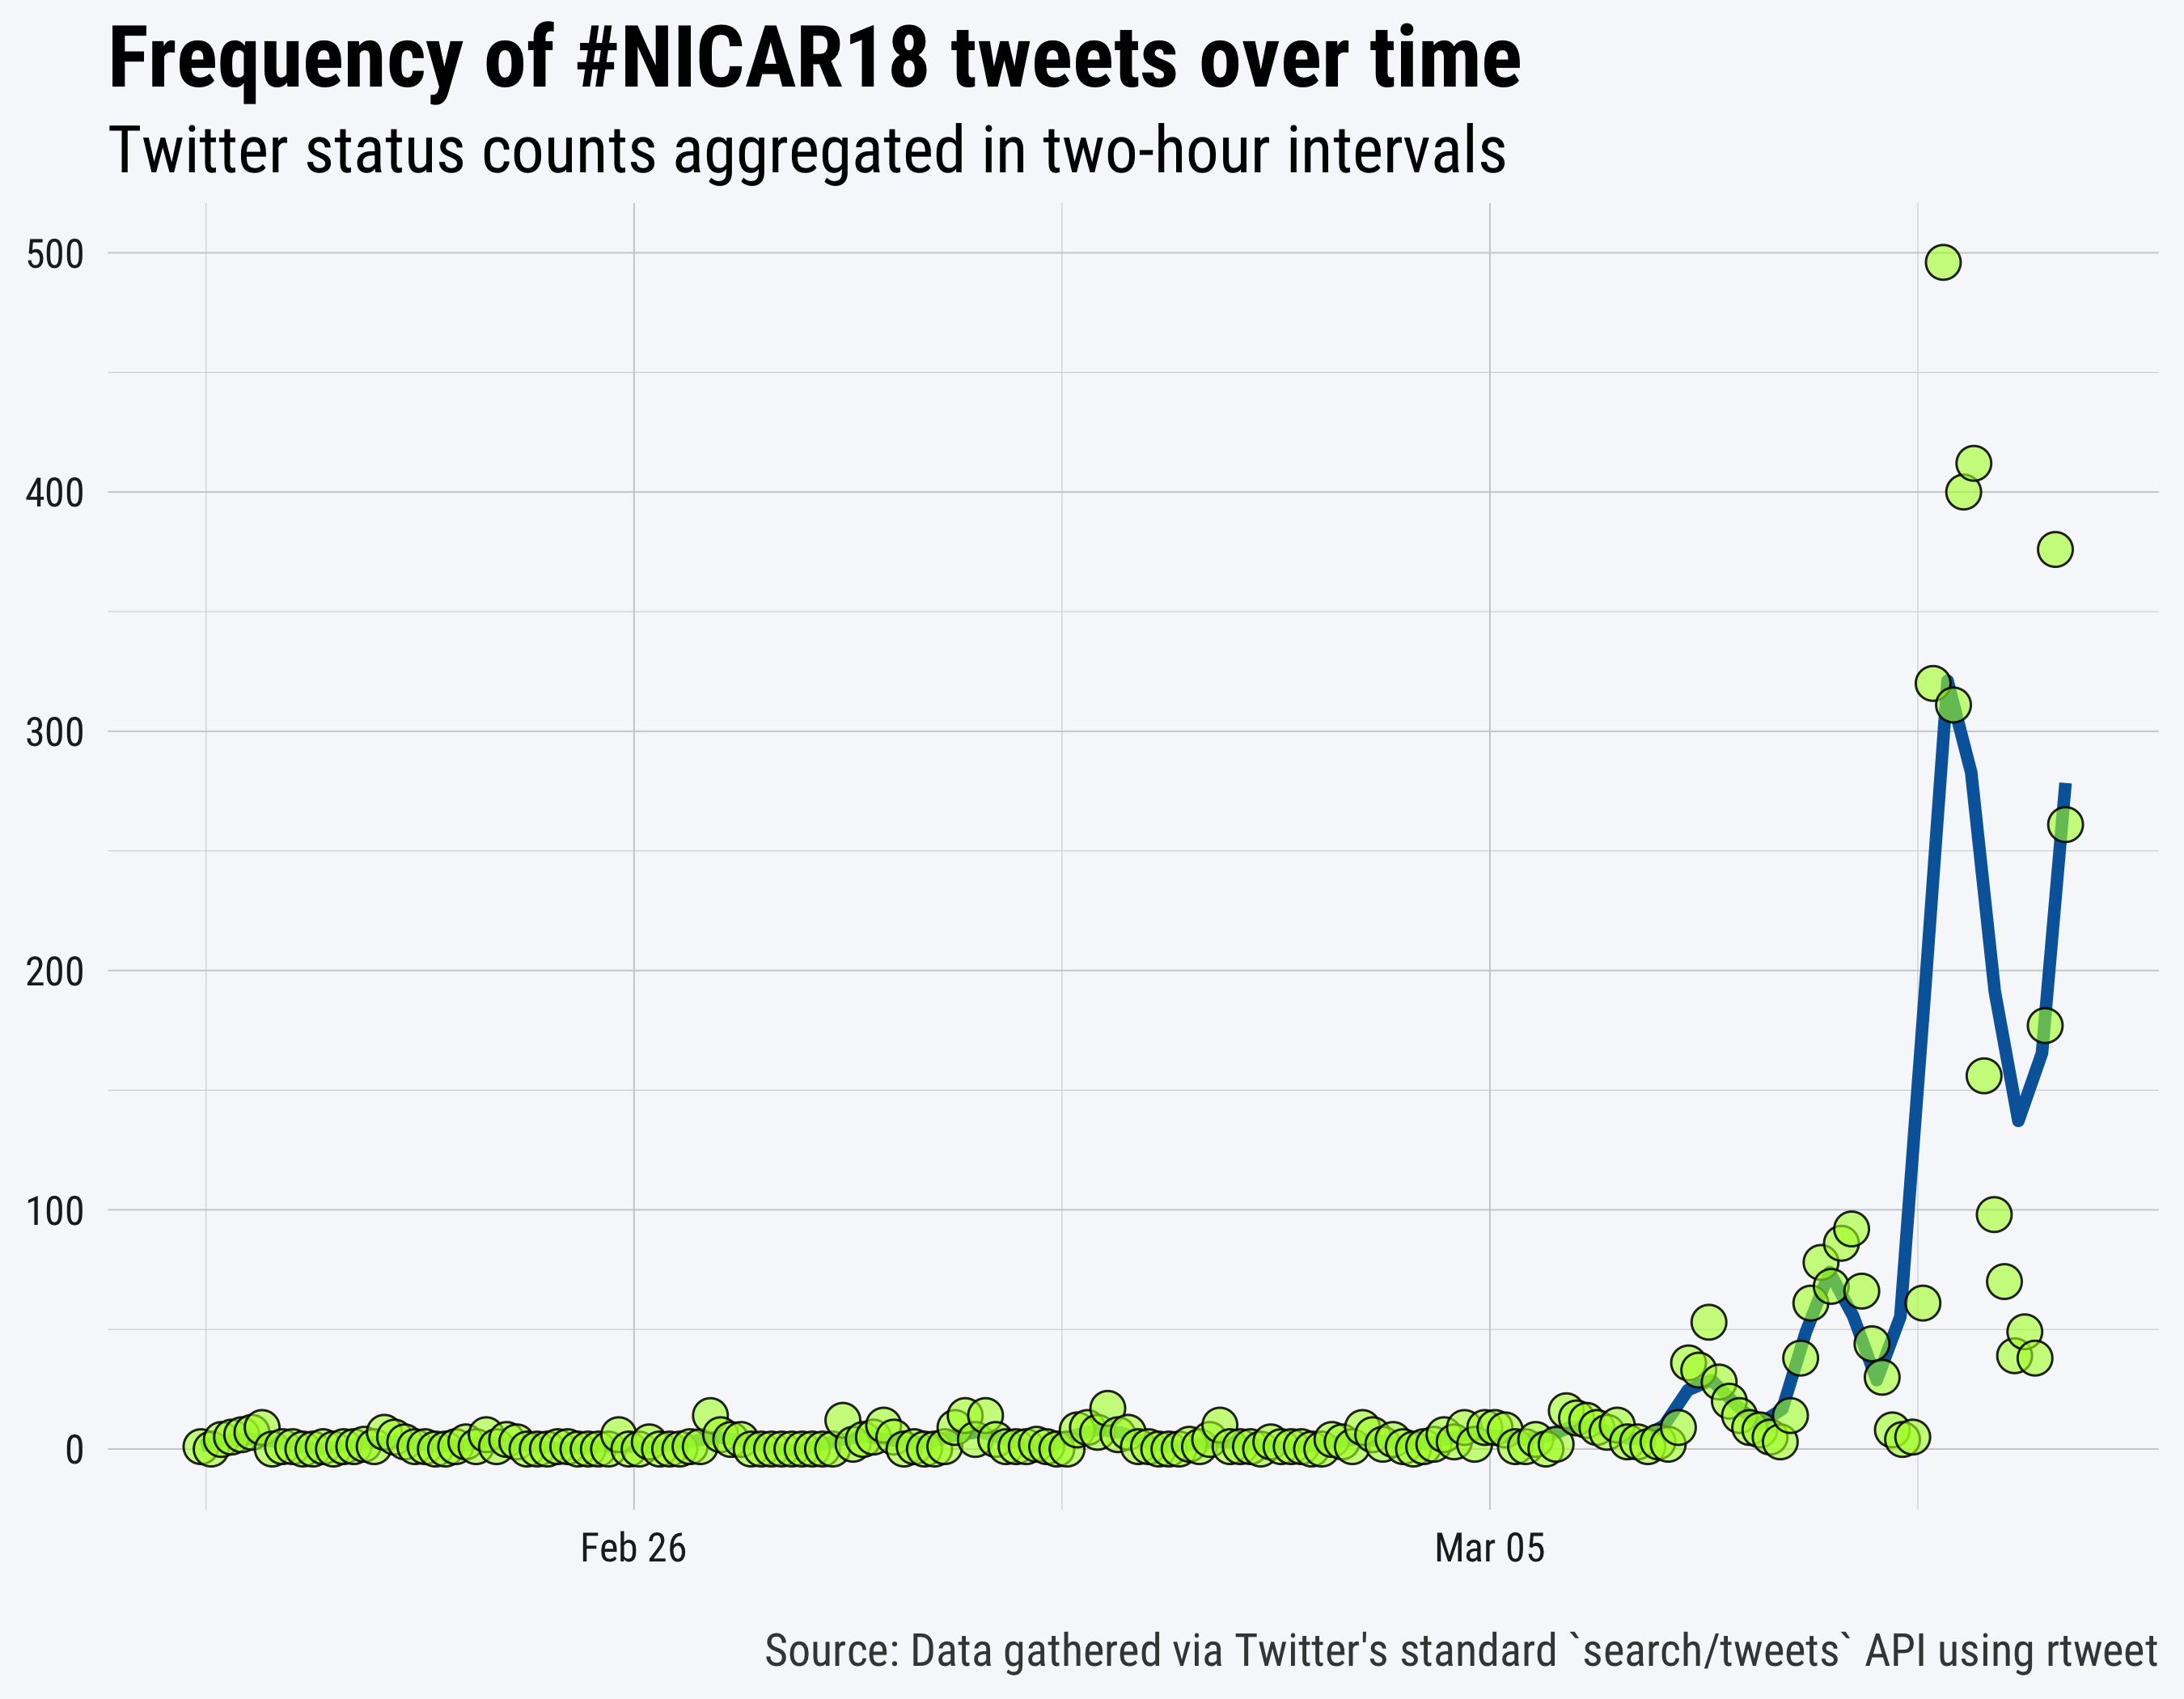 Frequency of #NICAR18 tweets over time
Twitter status counts aggregated in two-hour intervals
500
400
300
200
100
0
Feb 26
Mar 05
Source: Data gathered via Twitter's standard `search/tweets` API using rtweet